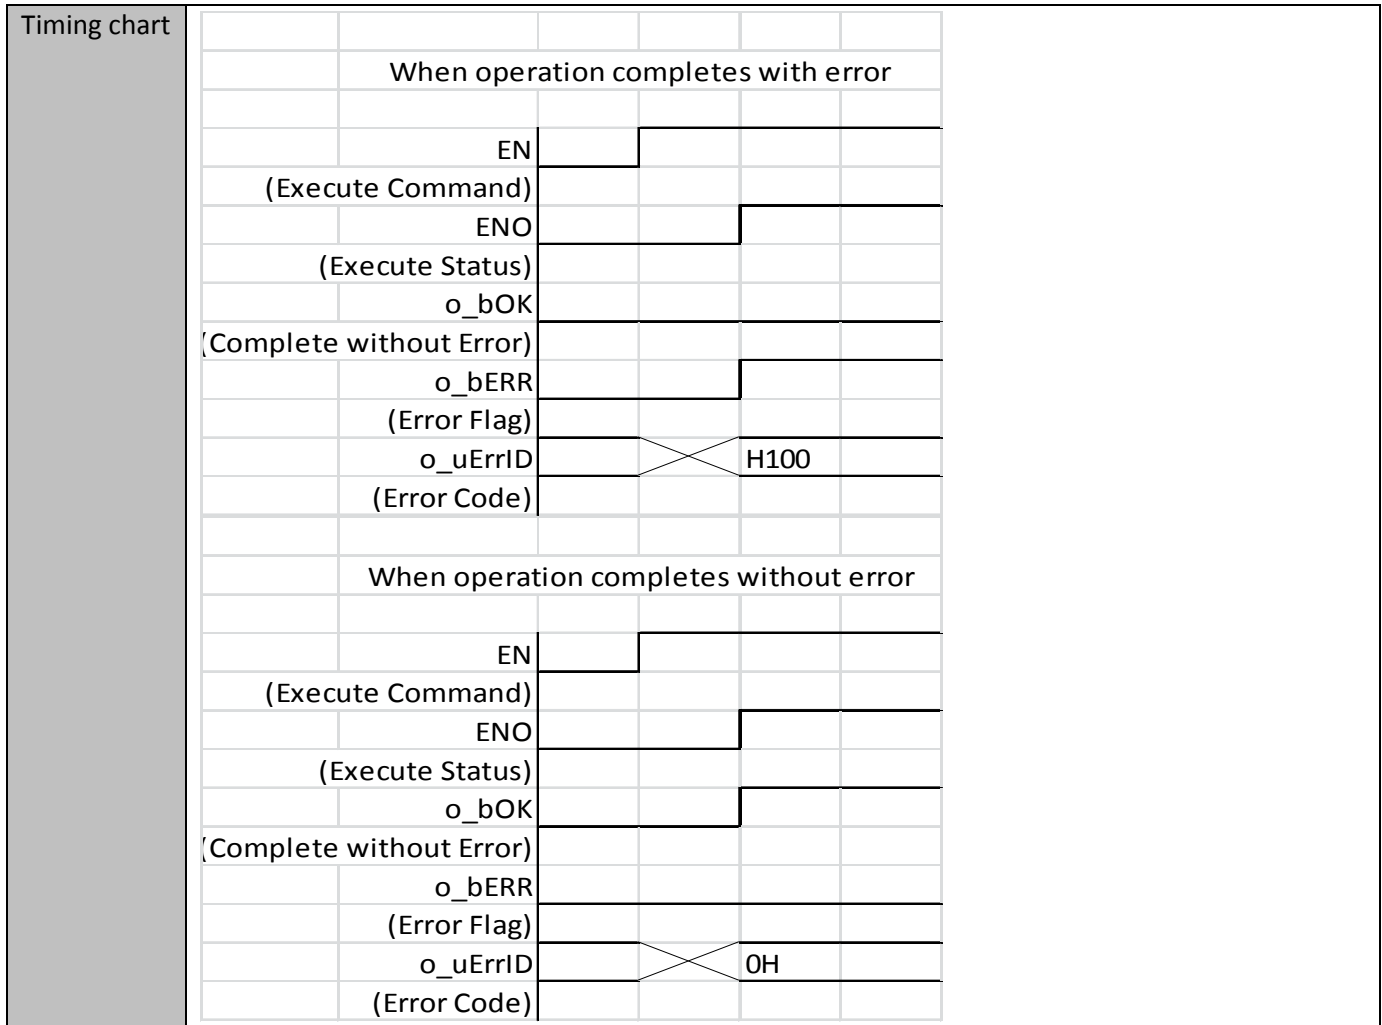 Timing chart
When operation completes with error
EN
(Execute Command)
ENO
(Execute Status)
o_bOK
(Complete without Error)
o_bERR
(Error Flag)
o_uErrID H100
(Error Code)
When operation completes without error
EN
(Execute Command)
ENO
(Execute Status)
o_bOK
(Complete without Error)
o_bERR
(Error Flag)
o_uErrID 0H
(Error Code)